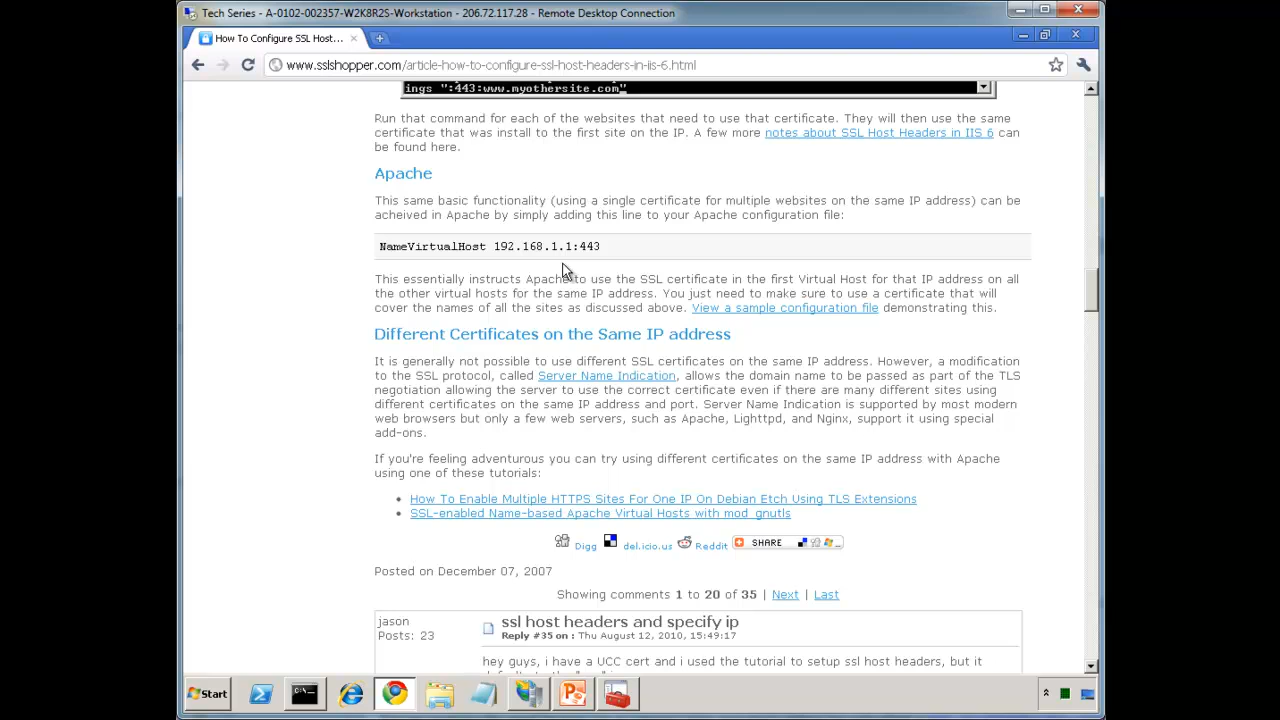 Tech Series - A-0102-002357-W2K8R2S-Workstation - 206.72.117.28 - Remote Desktop Connection
How To Configure SSL Host...
www.sslshopper.com/article-how-to-configure-ssl-host-headers-in-iis-6.html
ings ":443:www.myothersite.com"
Run that command for each of the websites that need to use that certificate. They will then use the same
certificate that was install to the first site on the IP. A few more notes about SSL Host Headers in IIS 6 can
be found here.
Apache
This same basic functionality (using a single certificate for multiple websites on the same IP address) can be
acheived in Apache by simply adding this line to your Apache configuration file:
NameVirtualHost 192.168.1.1:443
This essentially instructs Apache to use the SSL certificate in the first Virtual Host for that IP address on all
the other virtual hosts for the same IP address. You just need to make sure to use a certificate that will
cover the names of all the sites as discussed above. View a sample configuration file demonstrating this.
Different Certificates on the Same IP address
It is generally not possible to use different SSL certificates on the same IP address. However, a modification
to the SSL protocol, called Server Name Indication, allows the domain name to be passed as part of the TLS
negotiation allowing the server to use the correct certificate even if there are many different sites using
different certificates on the same IP address and port. Server Name Indication is supported by most modern
web browsers but only a few web servers, such as Apache, Lighttpd, and Nginx, support it using special
add-ons.
If you're feeling adventurous you can try using different certificates on the same IP address with Apache
using one of these tutorials:
• How To Enable Multiple HTTPS Sites For One IP On Debian Etch Using TLS Extensions
• SSL-enabled Name-based Apache Virtual Hosts with mod_gnutls
Digg del.icio.us Reddit SHARE
Posted on December 07, 2007
Showing comments 1 to 20 of 35 | Next | Last
jason
Posts: 23
ssl host headers and specify ip
Reply #35 on : Thu August 12, 2010, 15:49:17
hey guys, i have a UCC cert and i used the tutorial to setup ssl host headers, but it
Start